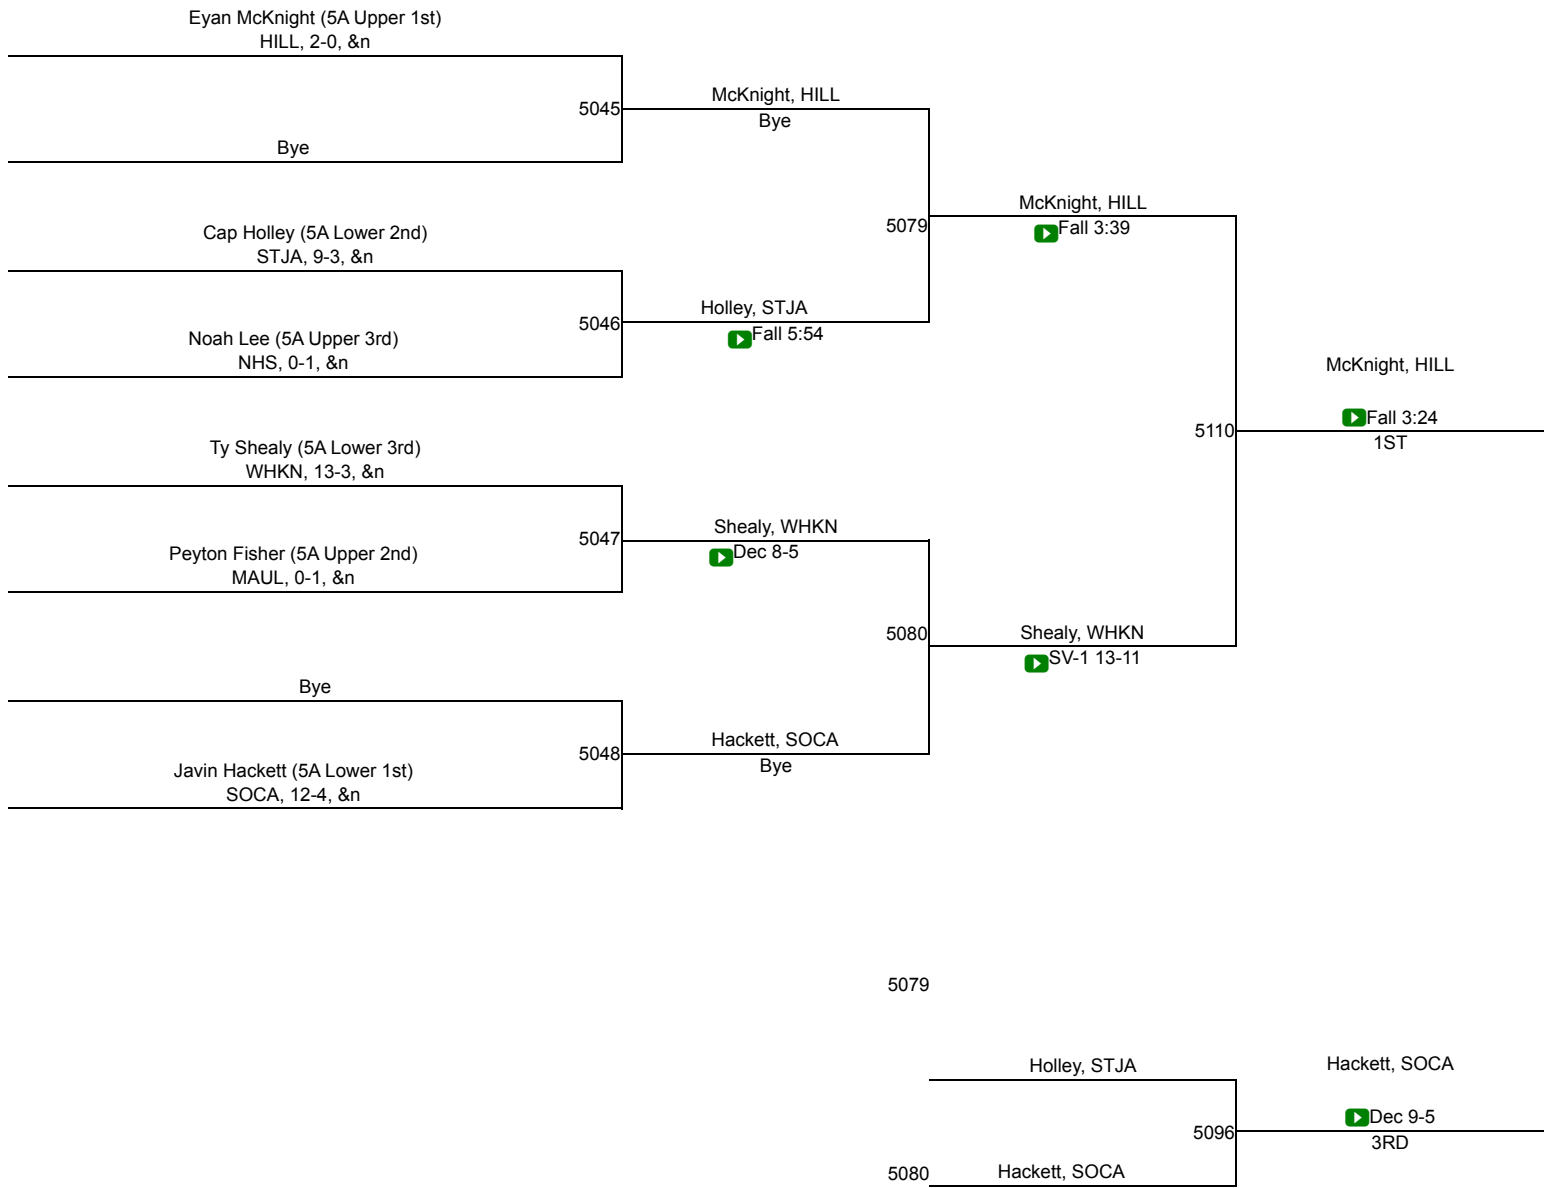 Eyan McKnight (5A Upper 1st)
HILL, 2-0, &n
5045
McKnight, HILL
Bye
Bye
Cap Holley (5A Lower 2nd)
STJA, 9-3, &n
5079
McKnight, HILL
Fall 3:39
5046
Holley, STJA
Fall 5:54
Noah Lee (5A Upper 3rd)
NHS, 0-1, &n
McKnight, HILL
Fall 3:24
1ST
5110
Ty Shealy (5A Lower 3rd)
WHKN, 13-3, &n
5047
Shealy, WHKN
Dec 8-5
Peyton Fisher (5A Upper 2nd)
MAUL, 0-1, &n
5080
Shealy, WHKN
SV-1 13-11
Bye
5048
Hackett, SOCA
Bye
Javin Hackett (5A Lower 1st)
SOCA, 12-4, &n
5079
Holley, STJA
Hackett, SOCA
Dec 9-5
3RD
5096
5080
Hackett, SOCA